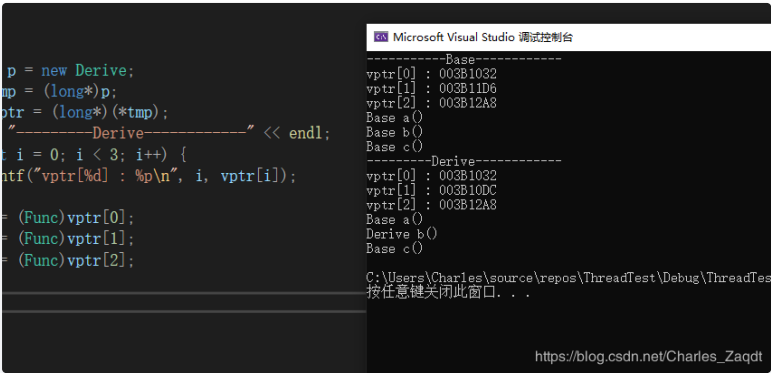 p = new Derive;
mp = (long*)p;
ptr = (long*)(*tmp);
"---------Derive------------" << endl;
t i = 0; i < 3; i++) {
ntf("vptr[%d] : %p\n", i, vptr[i]);
= (Func)vptr[0];
= (Func)vptr[1];
= (Func)vptr[2];
Microsoft Visual Studio 调试控制台
-----------Base------------
vptr[0] : 003B1032
vptr[1] : 003B11D6
vptr[2] : 003B12A8
Base a()
Base b()
Base c()
---------Derive------------
vptr[0] : 003B1032
vptr[1] : 003B10DC
vptr[2] : 003B12A8
Base a()
Derive b()
Base c()
C:\Users\Charles\source\repos\ThreadTest\Debug\ThreadTes
按任意键关闭此窗口. . .
https://blog.csdn.net/Charles_Zaqdt